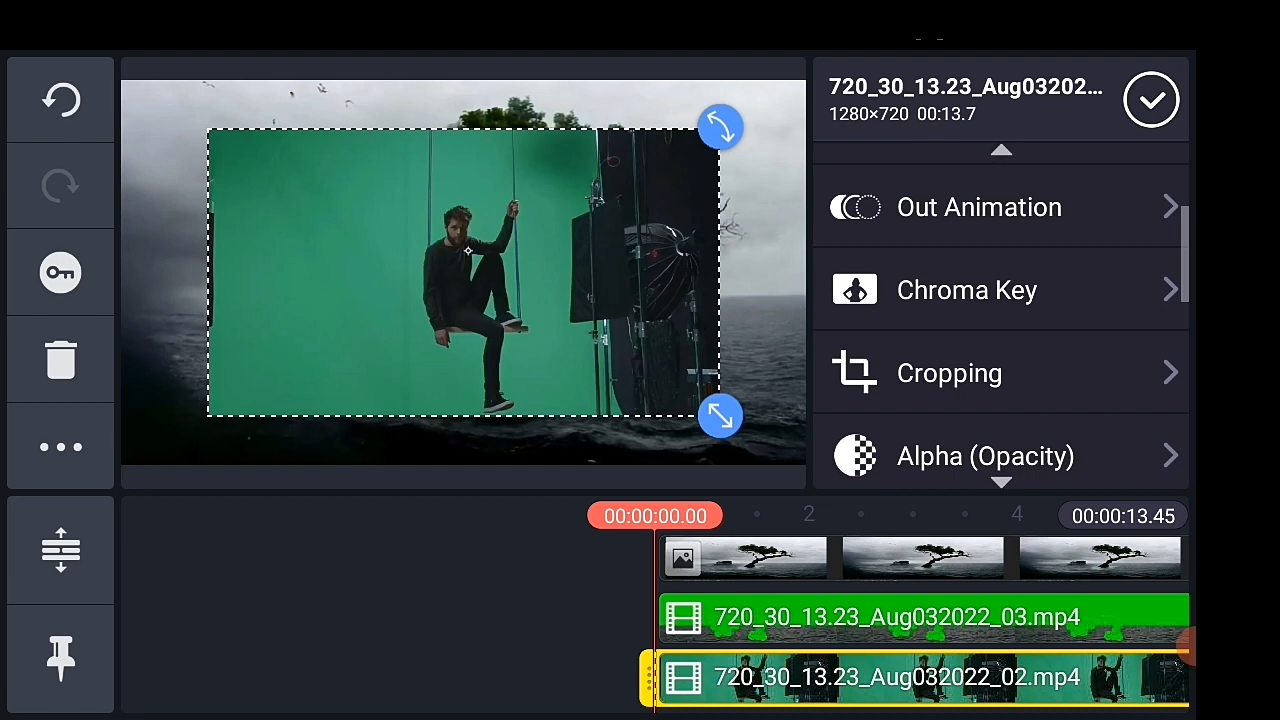 720_30_13.23_Aug03202...
1280×720 00:13.7
Out Animation
Chroma Key
Cropping
Alpha (Opacity)
00:00:00.00
2
4
00:00:13.45
720_30_13.23_Aug032022_03.mp4
720_30_13.23_Aug032022_02.mp4